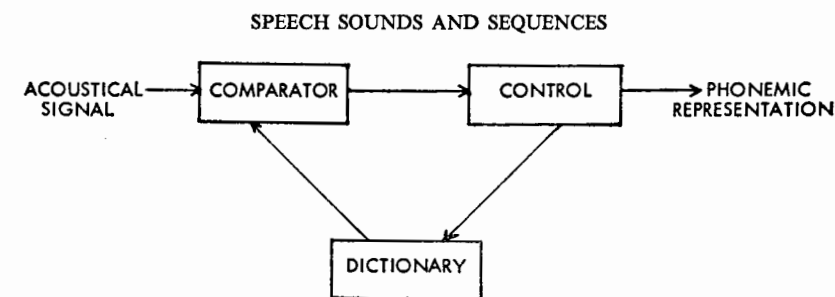 SPEECH SOUNDS AND SEQUENCES
ACOUSTICAL SIGNAL
COMPARATOR
CONTROL
PHONEMIC REPRESENTATION
DICTIONARY